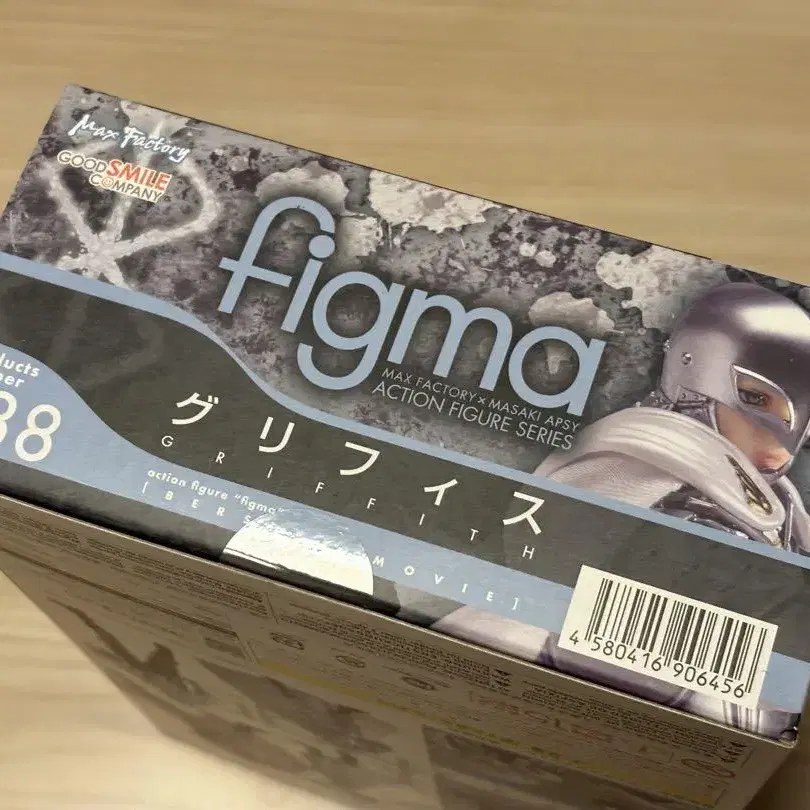 Max Factory
GOOD SMILE
COMPANY
figma
MAX FACTORY × MASAKI APSY
ACTION FIGURE SERIES
グリフィス
GRIFFITH
action figure "figma"
MOVIE]
4 580416 906456